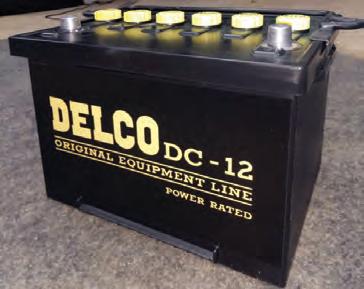 DELCO DC-12
ORIGINAL EQUIPMENT LINE
POWER RATED